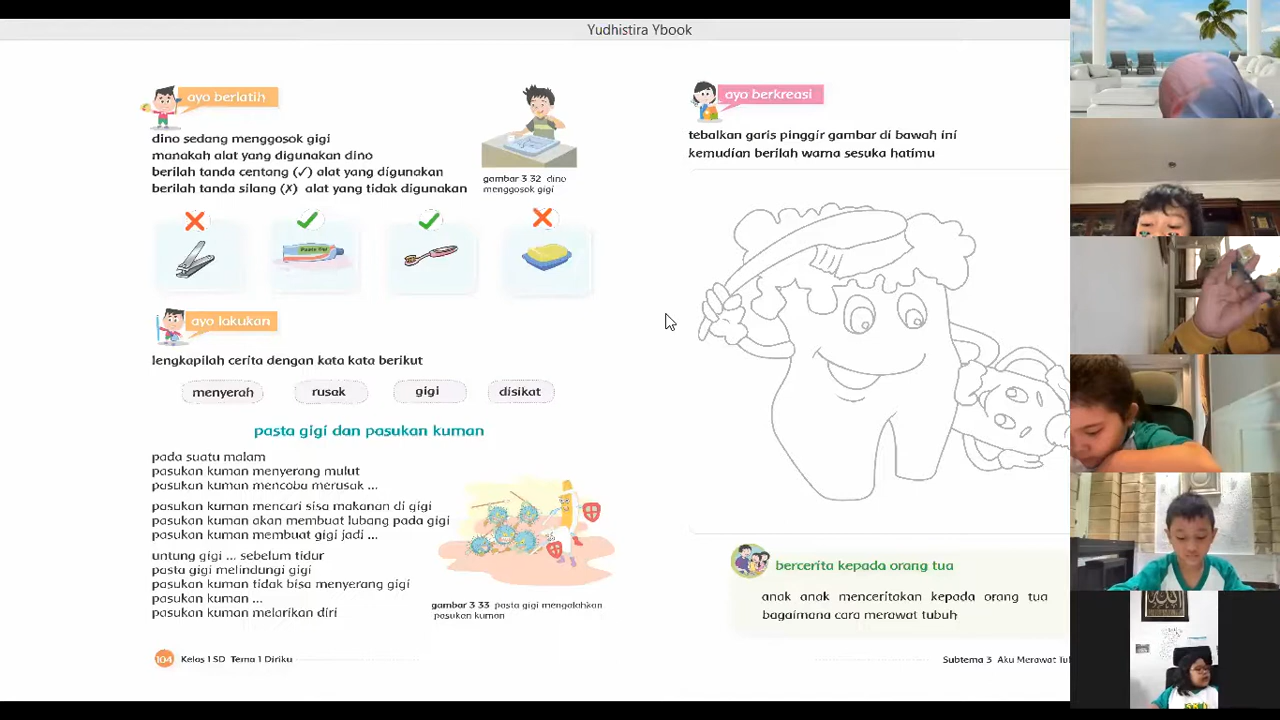 Yudhistira Ybook
ayo berlatih
dino sedang menggosok gigi
manakah alat yang digunakan dino
berilah tanda centang (✓) alat yang digunakan
berilah tanda silang (✗) alat yang tidak digunakan
gambar 3 32 dino
menggosok gigi
ayo lakukan
lengkapilah cerita dengan kata kata berikut
menyerah
rusak
gigi
disikat
pasta gigi dan pasukan kuman
pada suatu malam
pasukan kuman menyerang mulut
pasukan kuman mencoba merusak ...
pasukan kuman mencari sisa makanan di gigi
pasukan kuman akan membuat lubang pada gigi
pasukan kuman membuat gigi jadi ...
untung gigi ... sebelum tidur
pasta gigi melindungi gigi
pasukan kuman tidak bisa menyerang gigi
pasukan kuman ...
pasukan kuman melarikan diri
gambar 3 33 pasta gigi mengalahkan
pasukan kuman
104 Kelas I SD Tema 1 Diriku
ayo berkreasi
tebalkan garis pinggir gambar di bawah ini
kemudian berilah warna sesuka hatimu
bercerita kepada orang tua
anak anak menceritakan kepada orang tua
bagaimana cara merawat tubuh
Subtema 3 Aku Merawat